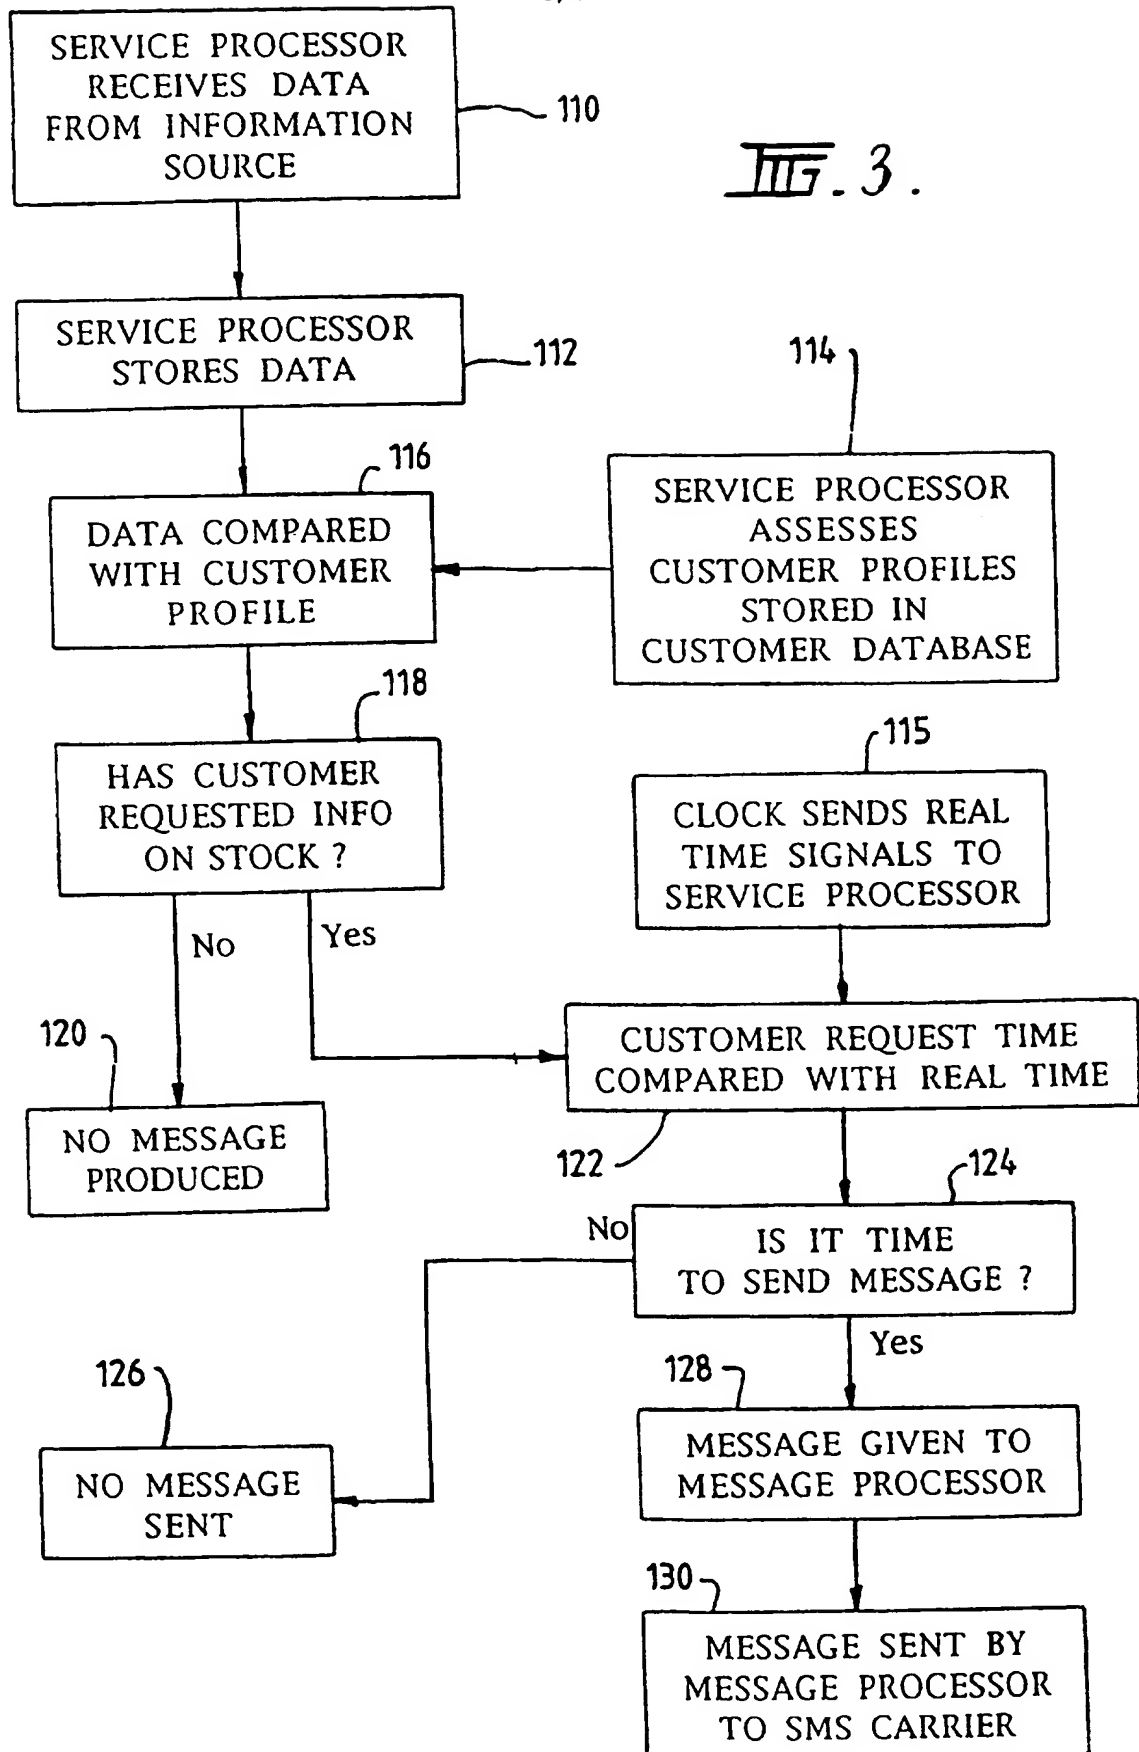 SERVICE PROCESSOR
RECEIVES DATA
FROM INFORMATION
SOURCE
110
FIG. 3.
SERVICE PROCESSOR
STORES DATA
112
114
116
DATA COMPARED
WITH CUSTOMER
PROFILE
SERVICE PROCESSOR
ASSESSES
CUSTOMER PROFILES
STORED IN
CUSTOMER DATABASE
118
HAS CUSTOMER
REQUESTED INFO
ON STOCK ?
115
CLOCK SENDS REAL
TIME SIGNALS TO
SERVICE PROCESSOR
No
Yes
120
NO MESSAGE
PRODUCED
CUSTOMER REQUEST TIME
COMPARED WITH REAL TIME
122
124
No
IS IT TIME
TO SEND MESSAGE ?
Yes
126
NO MESSAGE
SENT
128
MESSAGE GIVEN TO
MESSAGE PROCESSOR
130
MESSAGE SENT BY
MESSAGE PROCESSOR
TO SMS CARRIER